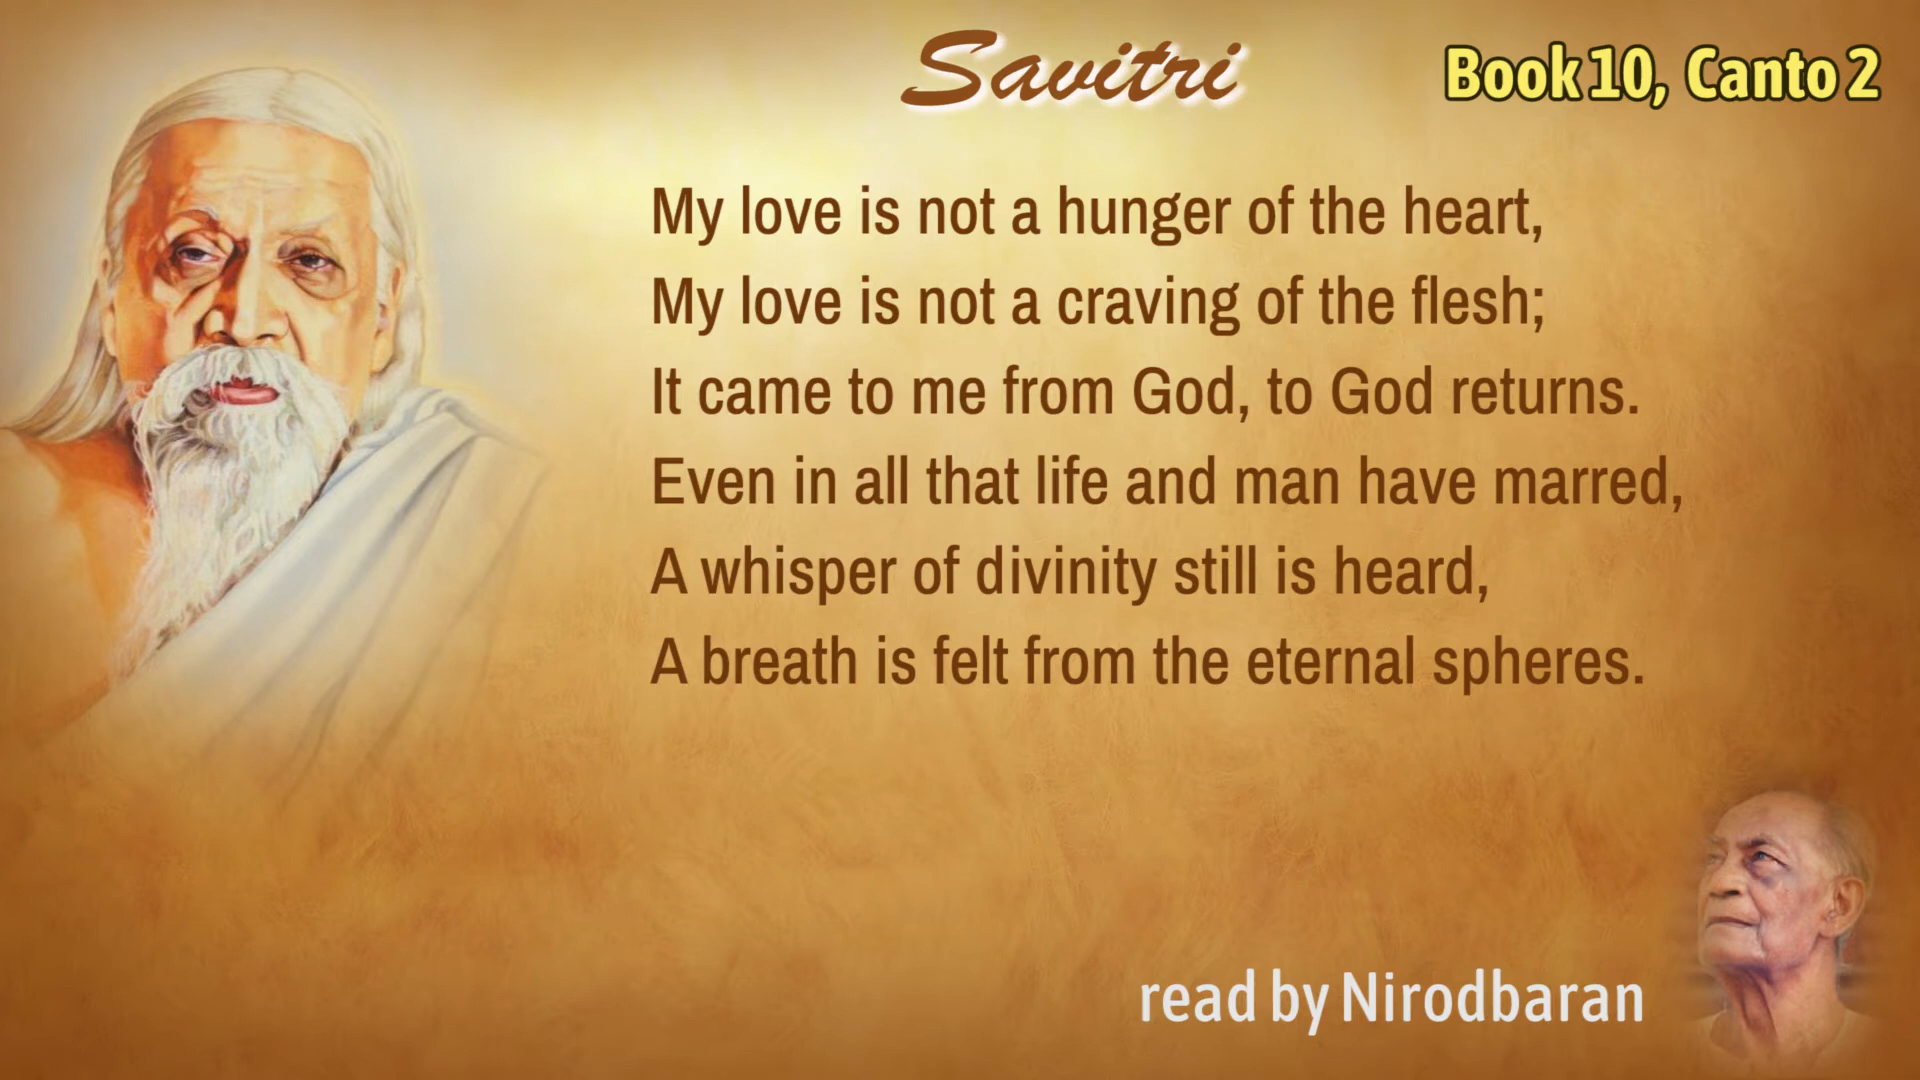 Savitri
Book 10, Canto 2
My love is not a hunger of the heart,
My love is not a craving of the flesh;
It came to me from God, to God returns.
Even in all that life and man have marred,
A whisper of divinity still is heard,
A breath is felt from the eternal spheres.
read by Nirodbaran